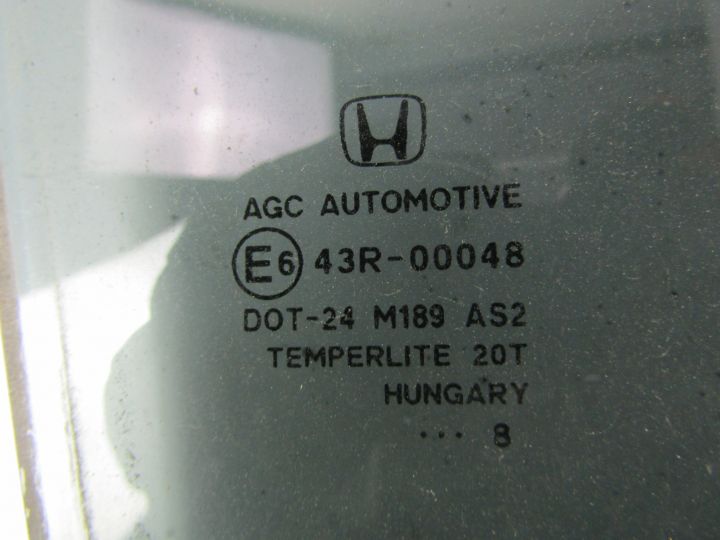 AGC AUTOMOTIVE
E6 43R-00048
DOT-24 M189 AS2
TEMPERLITE 20T
HUNGARY
... 8